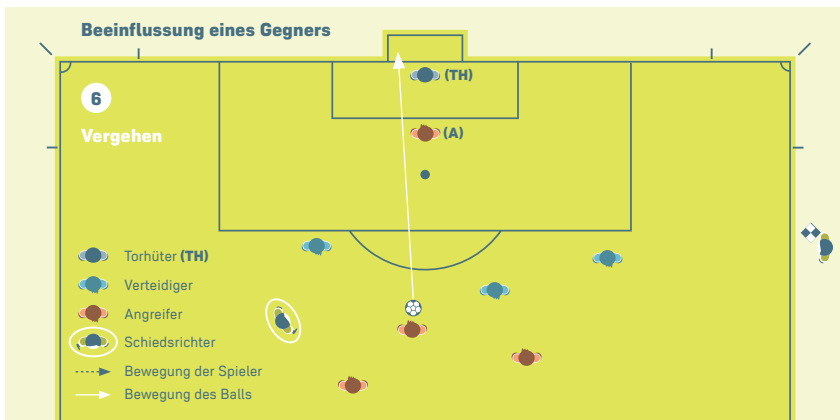 Beeinflussung eines Gegners
(TH)
6
(A)
Vergehen
Torhüter (TH)
Verteidiger
Angreifer
Schiedsrichter
Bewegung der Spieler
Bewegung des Balls